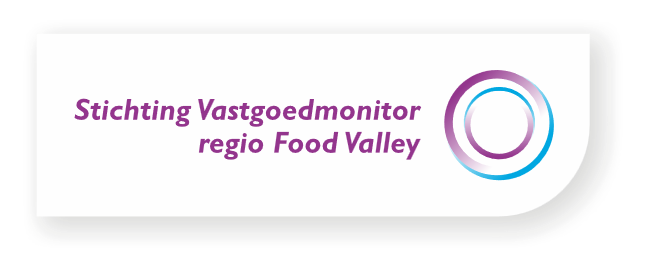 Stichting Vastgoedmonitor
regio Food Valley